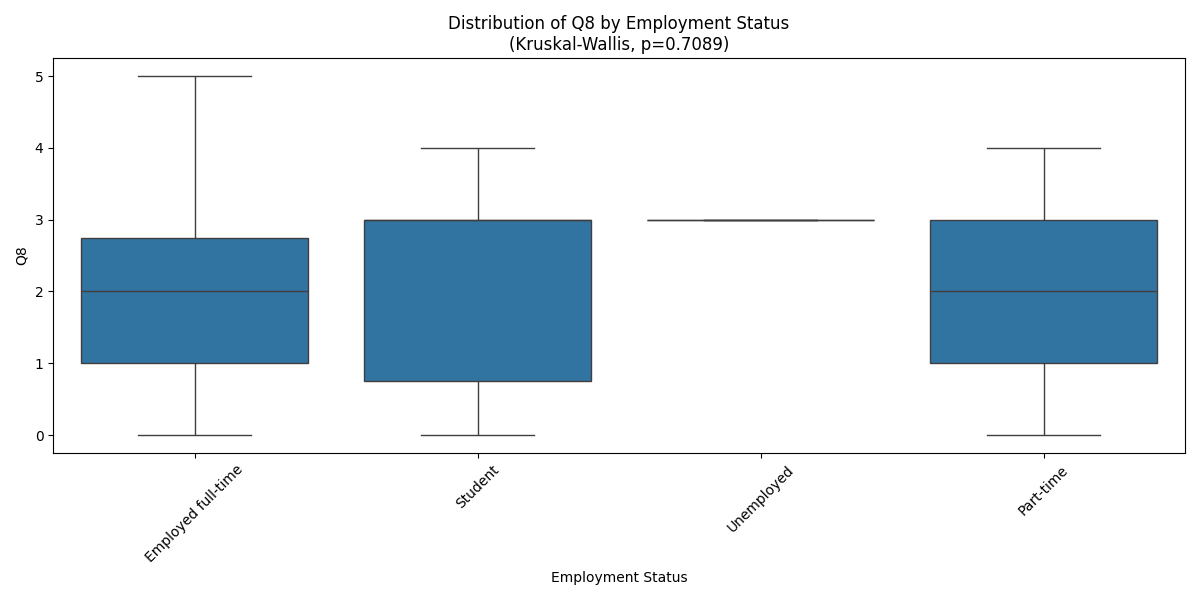 Distribution of Q8 by Employment Status
(Kruskal-Wallis, p=0.7089)
5
4
3
2
1
0
Q8
Employed full-time
Student
Unemployed
Part-time
Employment Status